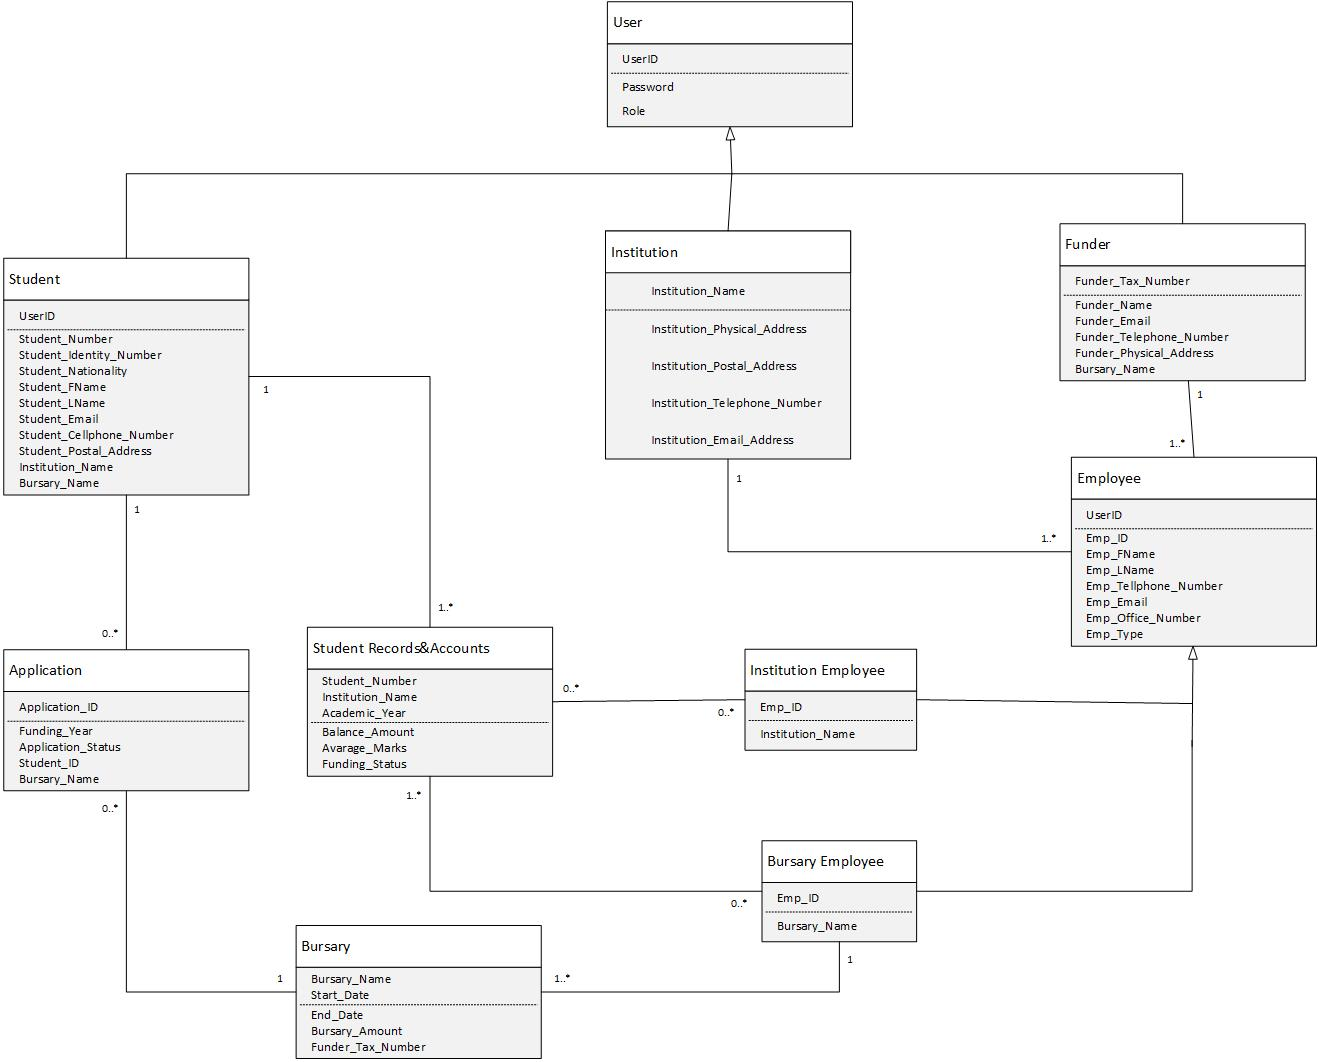 User
UserID
Password
Role
Student
UserID
Student_Number
Student_Identity_Number
Student_Nationality
Student_FName
Student_LName
Student_Email
Student_Cellphone_Number
Student_Postal_Address
Institution_Name
Bursary_Name
Institution
Institution_Name
Institution_Physical_Address
Institution_Postal_Address
Institution_Telephone_Number
Institution_Email_Address
Funder
Funder_Tax_Number
Funder_Name
Funder_Email
Funder_Telephone_Number
Funder_Physical_Address
Bursary_Name
1
1
1..*
1
1
1..*
Employee
UserID
Emp_ID
Emp_FName
Emp_LName
Emp_Tellphone_Number
Emp_Email
Emp_Office_Number
Emp_Type
0..*
1..*
Application
Application_ID
Funding_Year
Application_Status
Student_ID
Bursary_Name
Student Records&Accounts
Student_Number
Institution_Name
Academic_Year
Balance_Amount
Avarage_Marks
Funding_Status
0..*
0..*
Institution Employee
Emp_ID
Institution_Name
0..*
1..*
Bursary Employee
Emp_ID
Bursary_Name
0..*
1
Bursary
Bursary_Name
Start_Date
End_Date
Bursary_Amount
Funder_Tax_Number
1
1..*